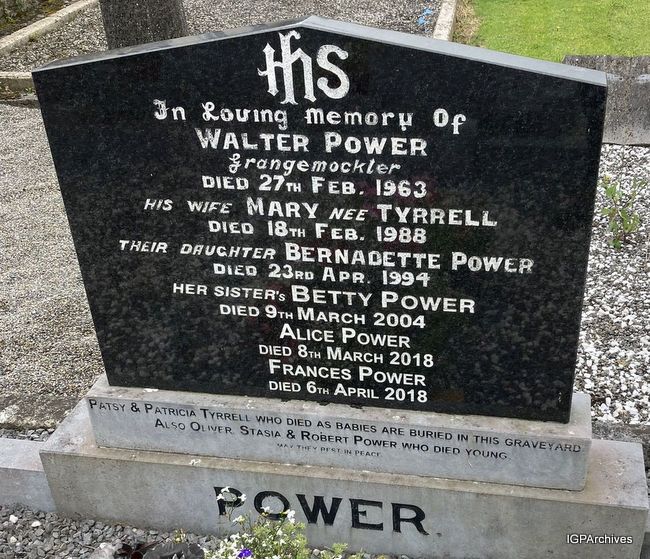 IHS
In Loving Memory Of
WALTER POWER
Grangemockler
DIED 27TH FEB. 1963
HIS WIFE MARY NEE TYRRELL
DIED 18TH FEB. 1988
THEIR DAUGHTER BERNADETTE POWER
DIED 23RD APR. 1994
HER SISTER'S BETTY POWER
DIED 9TH MARCH 2004
ALICE POWER
DIED 8TH MARCH 2018
FRANCES POWER
DIED 6TH APRIL 2018
PATSY & PATRICIA TYRRELL WHO DIED AS BABIES ARE BURIED IN THIS GRAVEYARD
ALSO OLIVER. STASIA & ROBERT POWER WHO DIED YOUNG.
MAY THEY REST IN PEACE
POWER
IGPArchives